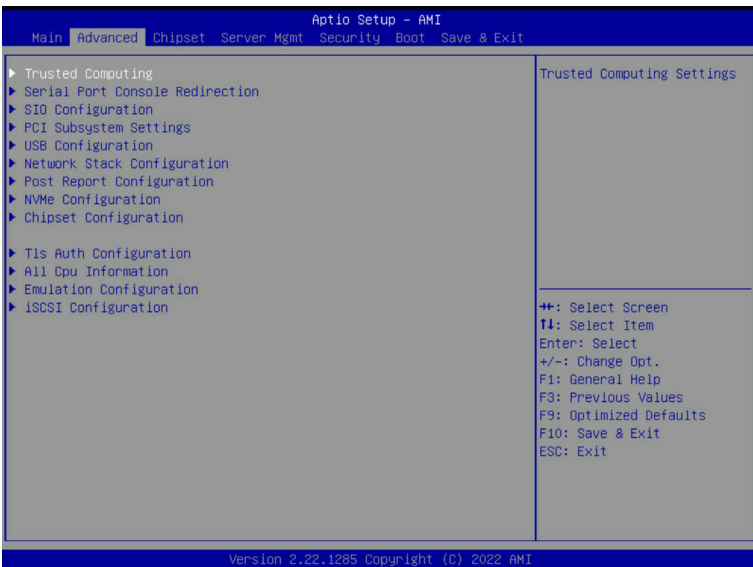 Aptio Setup – AMI
Main Advanced Chipset Server Mgmt Security Boot Save & Exit
Trusted Computing
Serial Port Console Redirection
SIO Configuration
PCI Subsystem Settings
USB Configuration
Network Stack Configuration
Post Report Configuration
NVMe Configuration
Chipset Configuration
Tls Auth Configuration
All Cpu Information
Emulation Configuration
iSCSI Configuration
Trusted Computing Settings
→←: Select Screen
↑↓: Select Item
Enter: Select
+/-: Change Opt.
F1: General Help
F3: Previous Values
F9: Optimized Defaults
F10: Save & Exit
ESC: Exit
Version 2.22.1285 Copyright (C) 2022 AMI